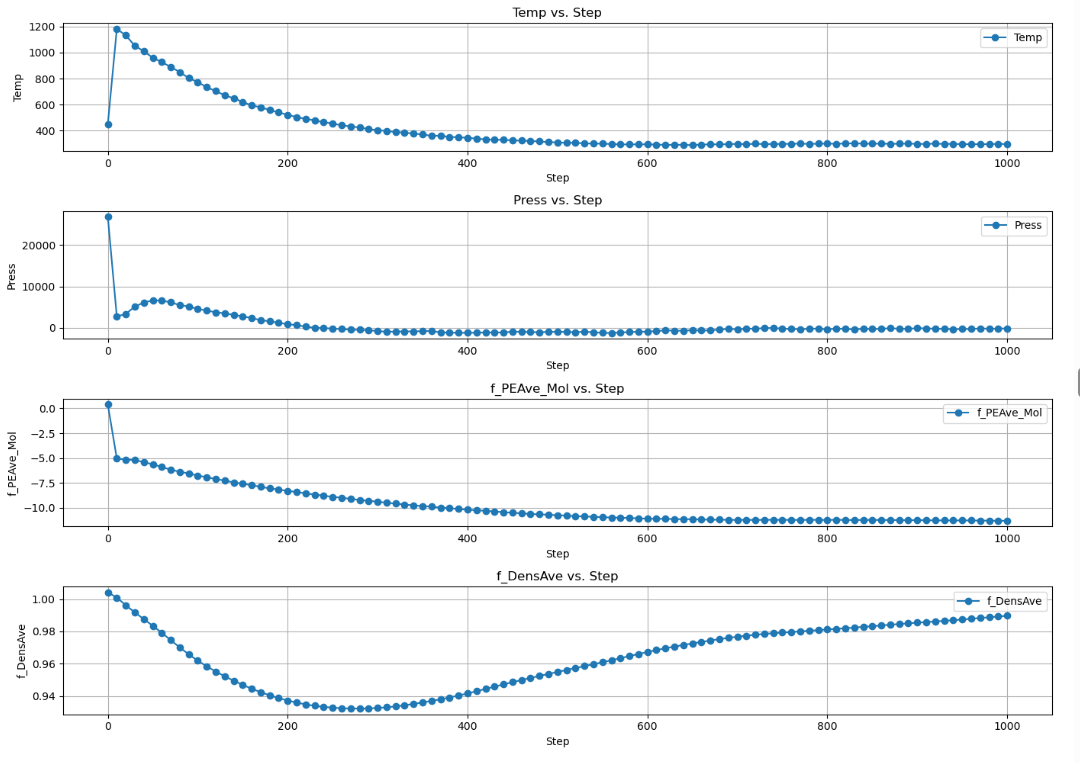 Temp vs. Step
1200
1000
800
600
400
Temp
Temp
0 200 400 600 800 1000
Step
Press vs. Step
20000
10000
0
Press
Press
0 200 400 600 800 1000
Step
f_PEAve_Mol vs. Step
0.0
−2.5
−5.0
−7.5
−10.0
f_PEAve_Mol
f_PEAve_Mol
0 200 400 600 800 1000
Step
f_DensAve vs. Step
1.00
0.98
0.96
0.94
f_DensAve
f_DensAve
0 200 400 600 800 1000
Step